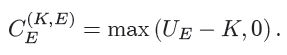 $C_E^{(K,E)} = \max(U_E - K, 0).$